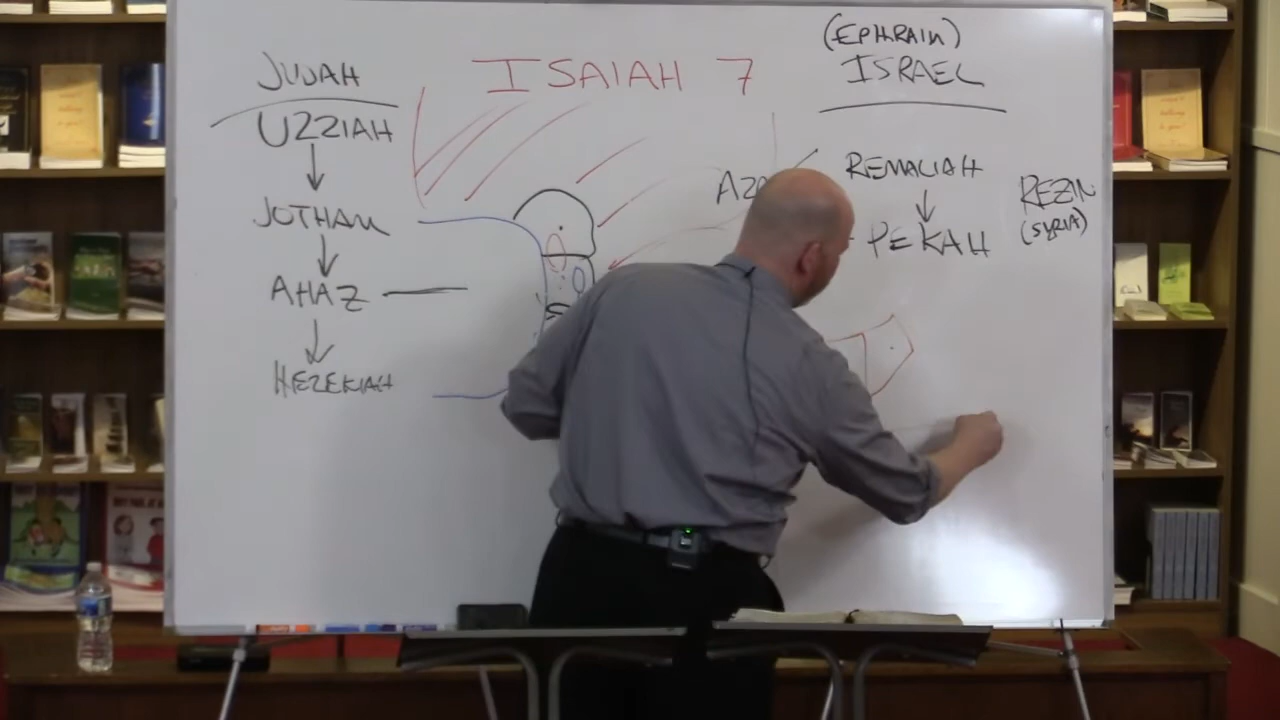 JUDAH
UZZIAH
JOTHAM
AHAZ
HEZEKIAH
ISAIAH 7
(EPHRAIM)
ISRAEL
REMALIAH
PEKAH
REZIN
(SYRIA)